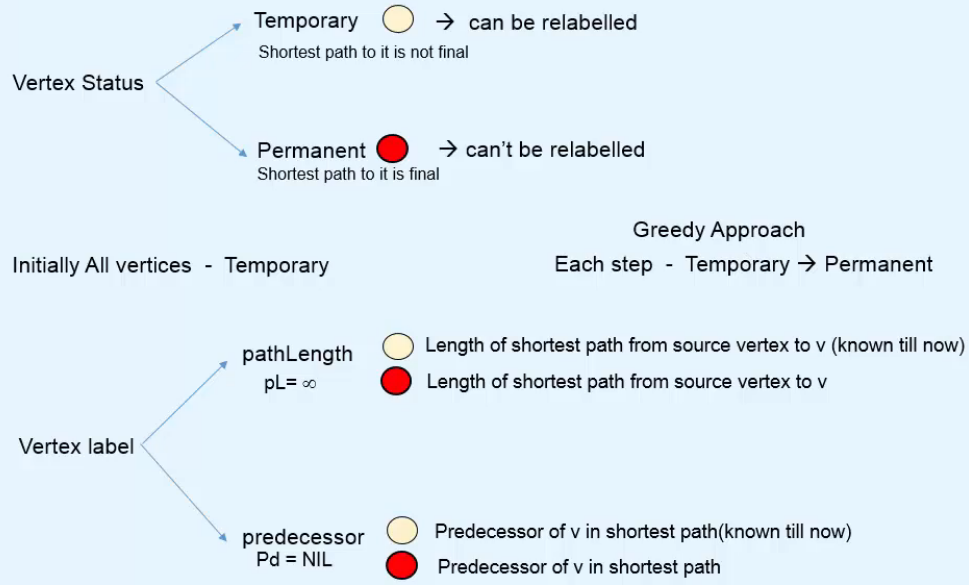 Temporary → can be relabelled
Shortest path to it is not final
Vertex Status
Permanent → can't be relabelled
Shortest path to it is final
Greedy Approach
Initially All vertices - Temporary
Each step - Temporary → Permanent
pathLength
pL= ∞
Length of shortest path from source vertex to v (known till now)
Length of shortest path from source vertex to v
Vertex label
predecessor
Pd = NIL
Predecessor of v in shortest path(known till now)
Predecessor of v in shortest path